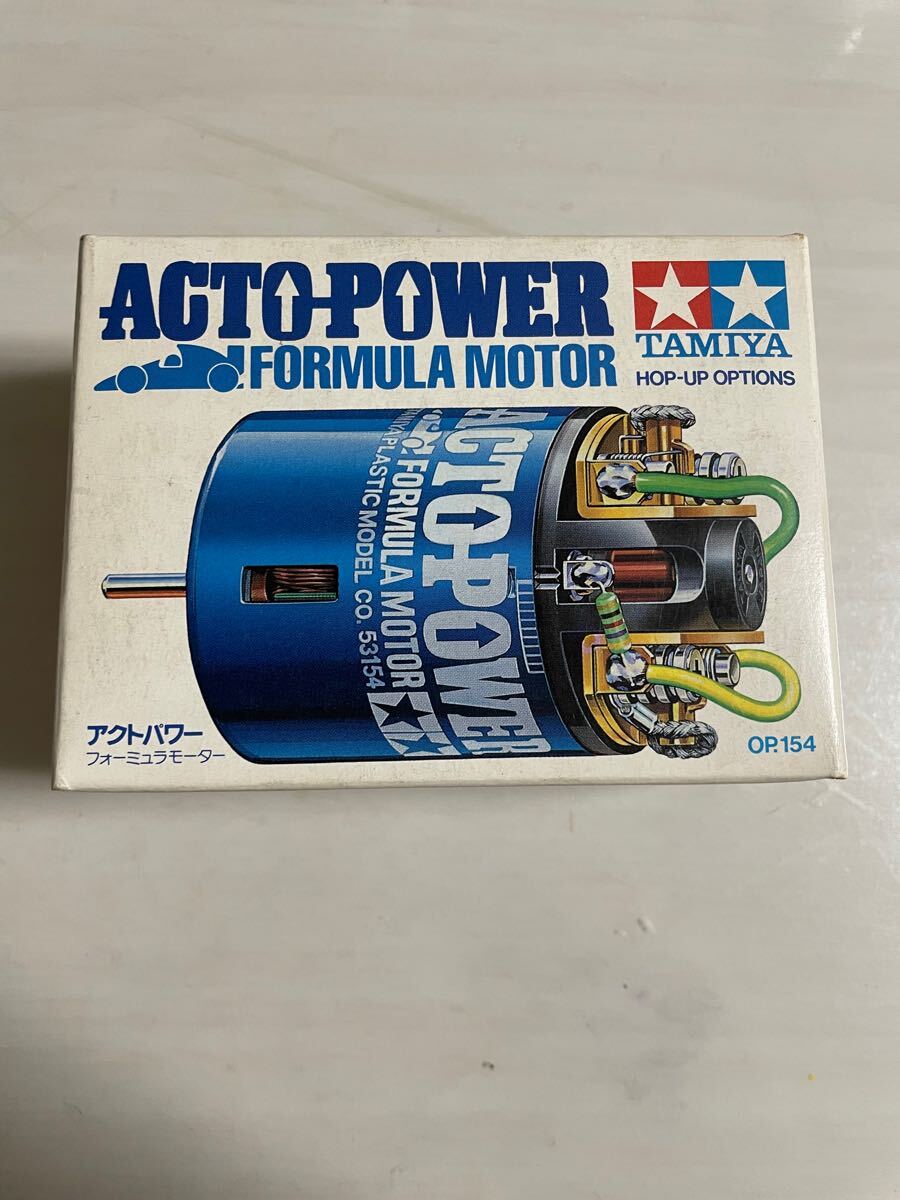 ACTO-POWER
FORMULA MOTOR
TAMIYA
HOP-UP OPTIONS
ACTO-POWER
FORMULA MOTOR
TAMIYA PLASTIC MODEL CO. 53154
アクトパワー
フォーミュラモーター
OP.154